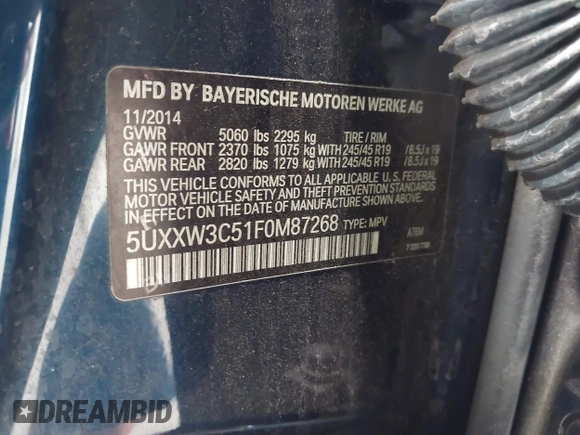 MFD BY BAYERISCHE MOTOREN WERKE AG
11/2014
GVWR 5060 lbs 2295 kg TIRE / RIM
GAWR FRONT 2370 lbs 1075 kg WITH 245/45 R19 /8.5J x 19
GAWR REAR 2820 lbs 1279 kg WITH 245/45 R19 /8.5J x 19
THIS VEHICLE CONFORMS TO ALL APPLICABLE U. S. FEDERAL
MOTOR VEHICLE SAFETY AND THEFT PREVENTION STANDARDS
IN EFFECT ON THE DATE OF MANUFACTURE SHOWN ABOVE.
5UXXW3C51F0M87268 TYPE: MPV
DREAMBID